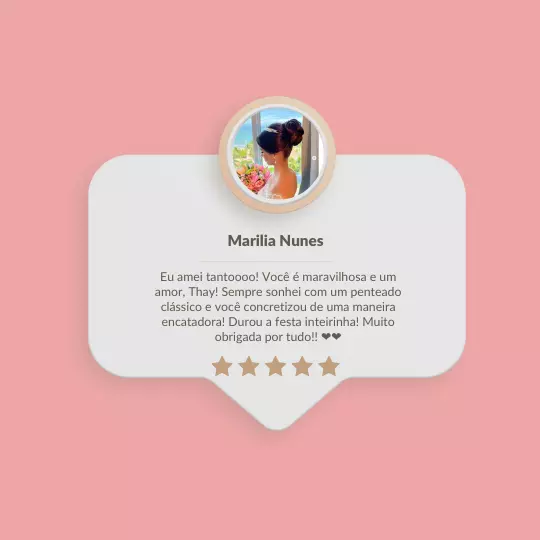 Marilia Nunes
Eu amei tantoooo! Você é maravilhosa e um
amor, Thay! Sempre sonhei com um penteado
clássico e você concretizou de uma maneira
encatadora! Durou a festa inteirinha! Muito
obrigada por tudo!! ❤❤